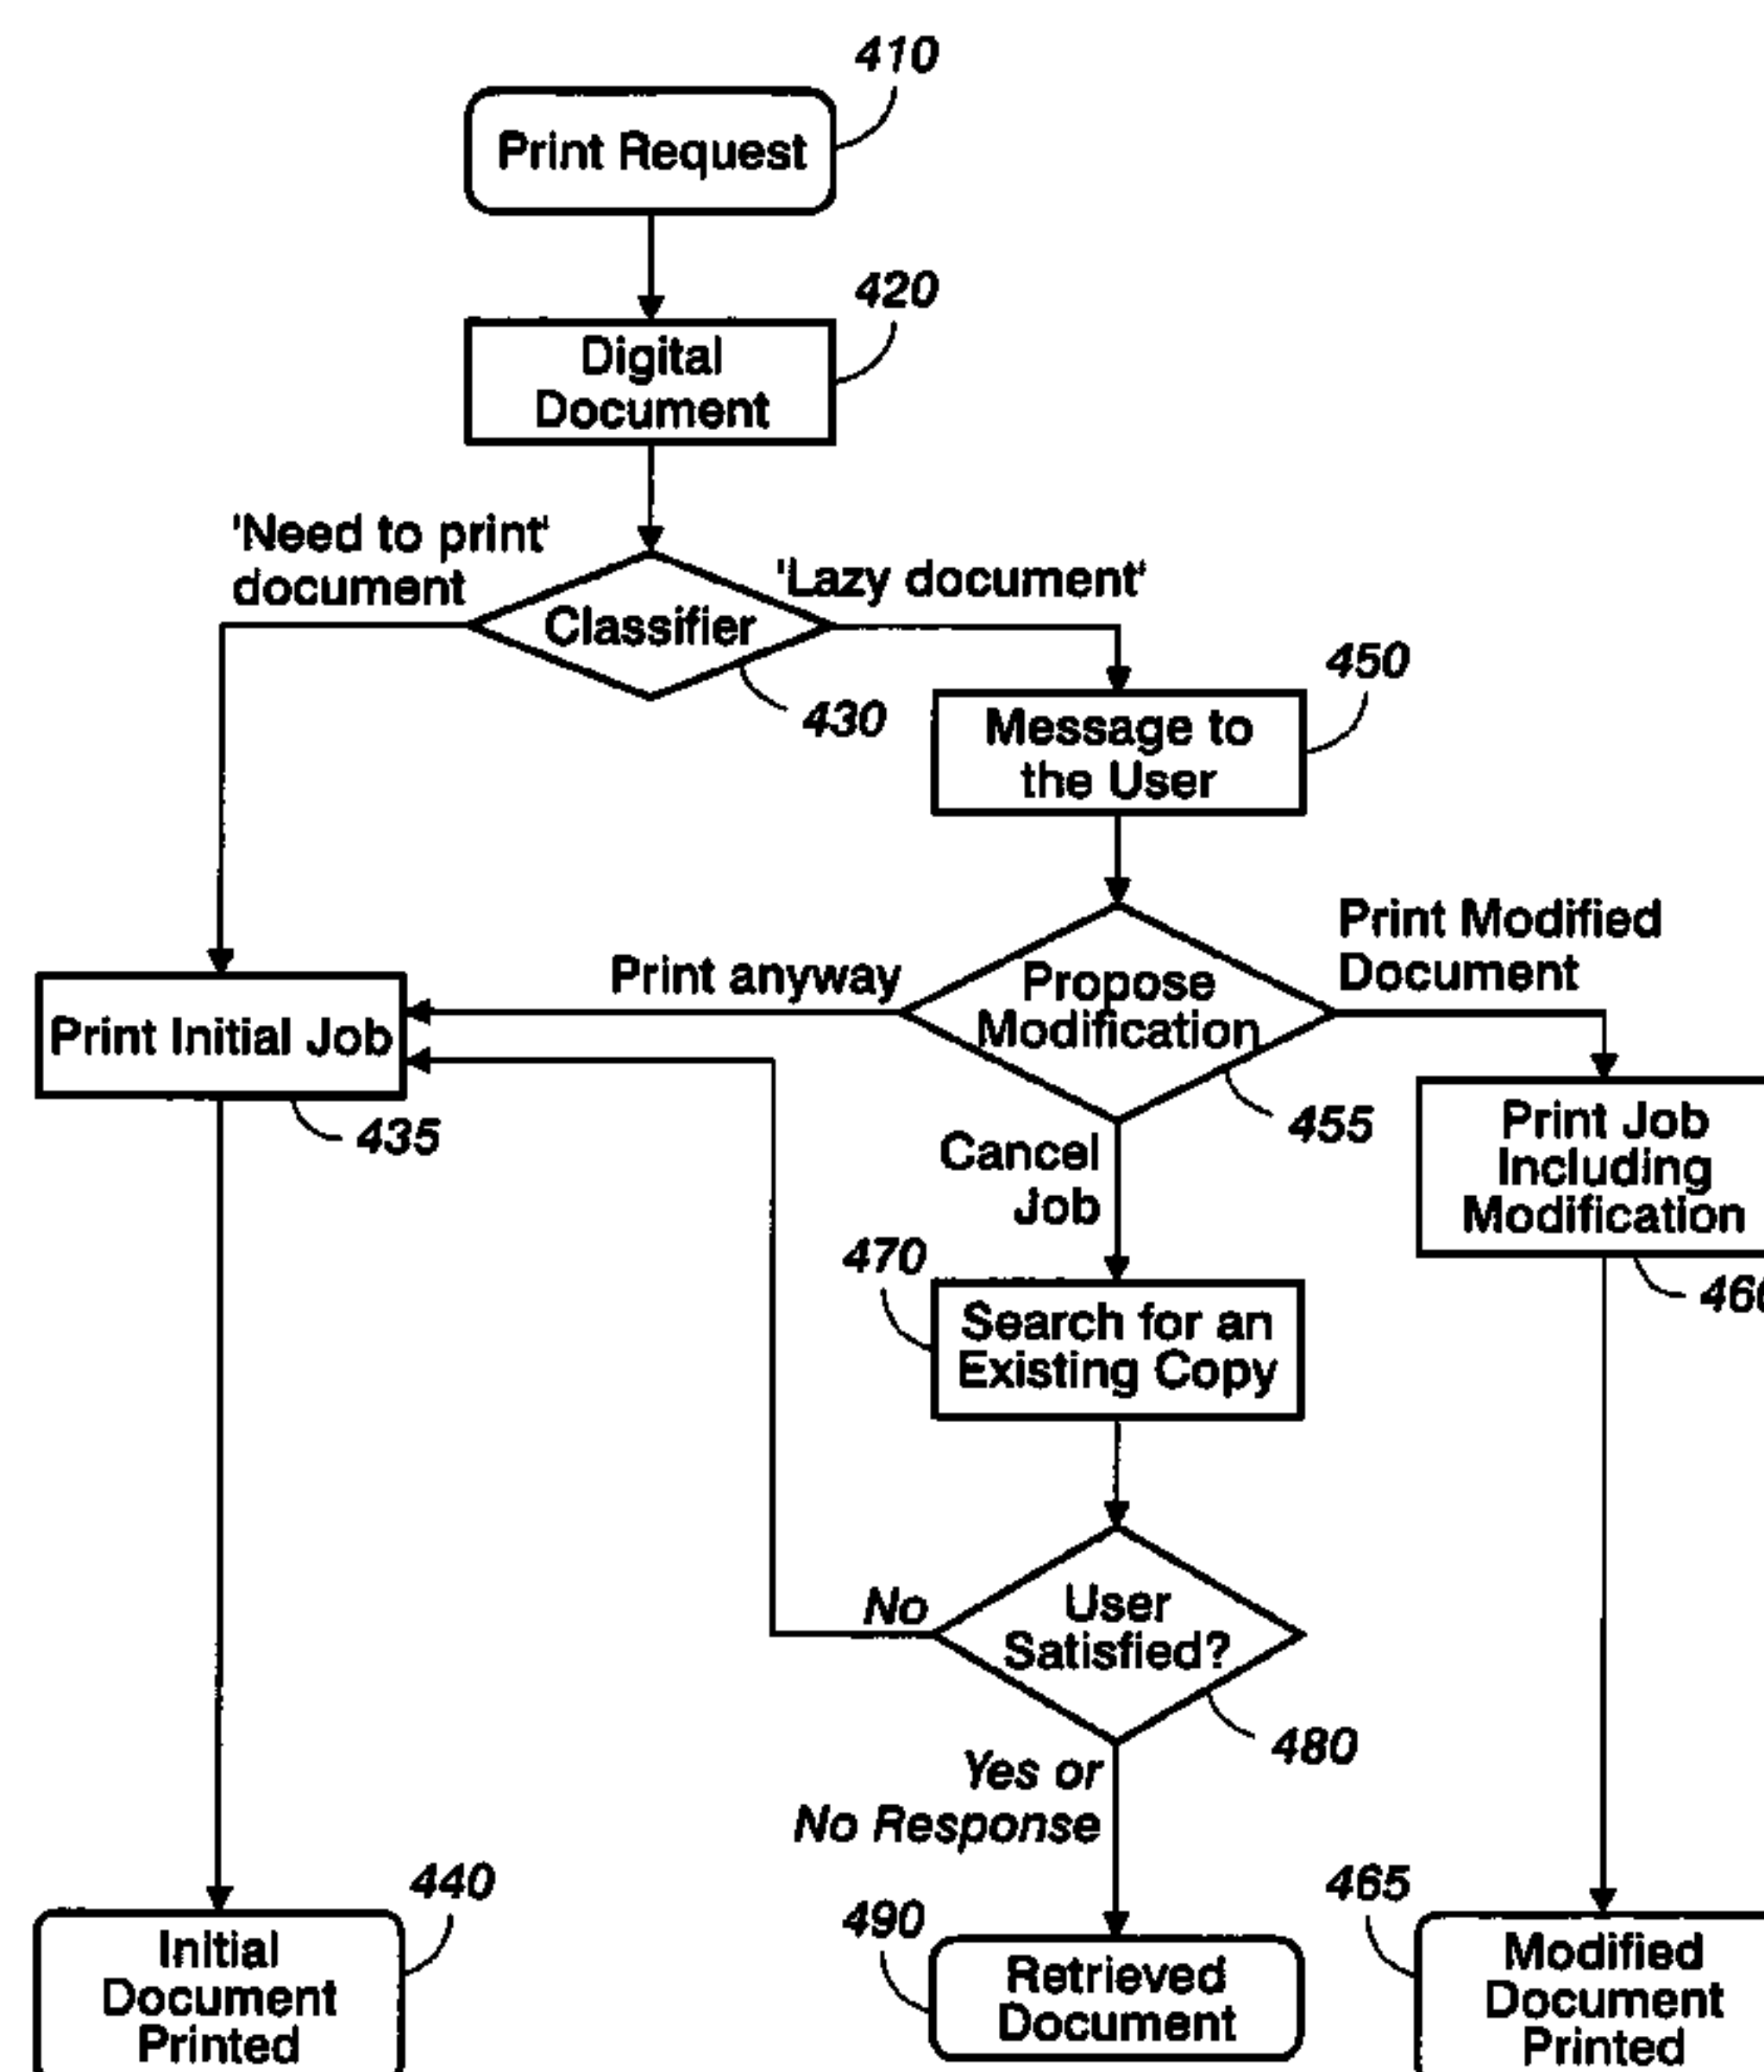 410
Print Request
420
Digital
Document
'Need to print'
document
'Lazy document'
Classifier
430
450
Message to
the User
Print Modified
Document
Print anyway
Propose
Modification
Print Initial Job
435
455
Print Job
Including
Modification
Cancel
Job
470
Search for an
Existing Copy
No
User
Satisfied?
480
Yes or
No Response
440
490
465
Initial
Document
Printed
Retrieved
Document
Modified
Document
Printed